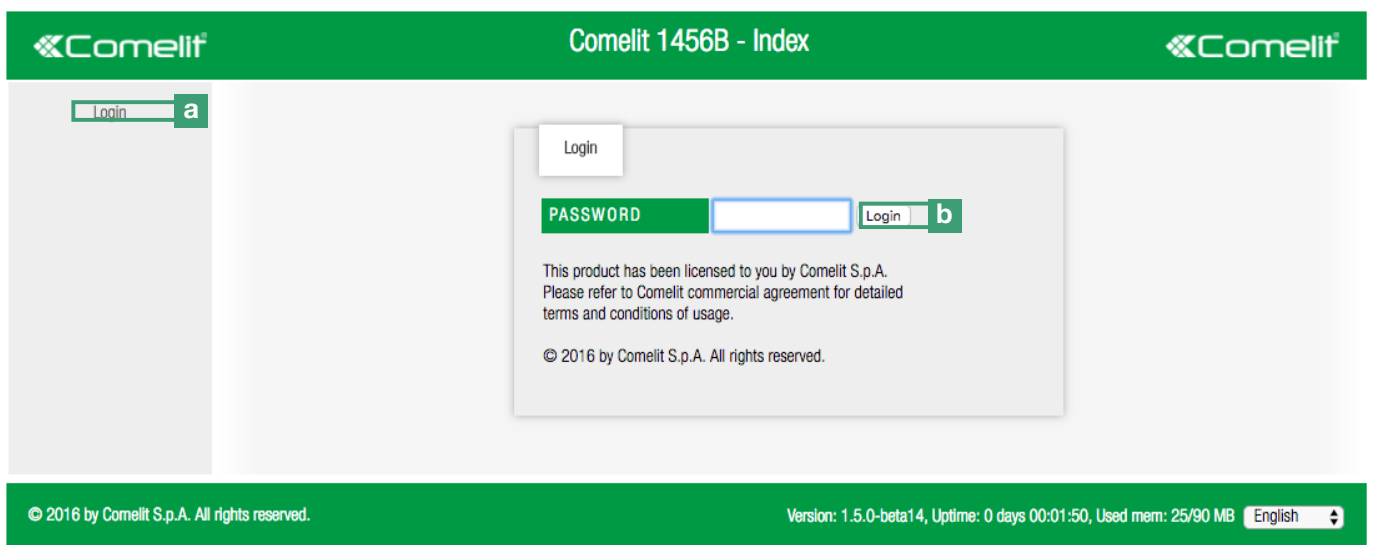 Comelit
Comelit 1456B - Index
Comelit
Login
a
Login
PASSWORD
Login
b
This product has been licensed to you by Comelit S.p.A.
Please refer to Comelit commercial agreement for detailed
terms and conditions of usage.
© 2016 by Comelit S.p.A. All rights reserved.
© 2016 by Comelit S.p.A. All rights reserved.
Version: 1.5.0-beta14, Uptime: 0 days 00:01:50, Used mem: 25/90 MB
English